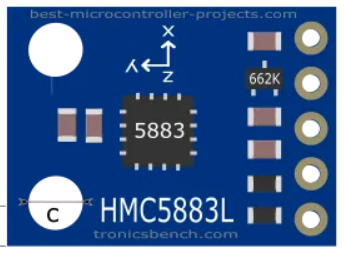 best-microcontroller-projects.com
X
Y
Z
662K
5883
C
HMC5883L
tronicsbench.com